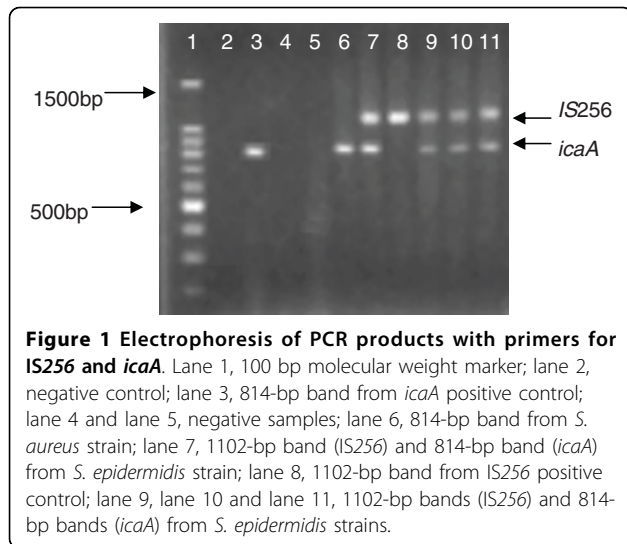 1 2 3 4 5 6 7 8 9 10 11
1500bp
IS256
icaA
500bp
Figure 1 Electrophoresis of PCR products with primers for
IS256 and icaA. Lane 1, 100 bp molecular weight marker; lane 2,
negative control; lane 3, 814-bp band from icaA positive control;
lane 4 and lane 5, negative samples; lane 6, 814-bp band from S.
aureus strain; lane 7, 1102-bp band (IS256) and 814-bp band (icaA)
from S. epidermidis strain; lane 8, 1102-bp band from IS256 positive
control; lane 9, lane 10 and lane 11, 1102-bp bands (IS256) and 814-
bp bands (icaA) from S. epidermidis strains.